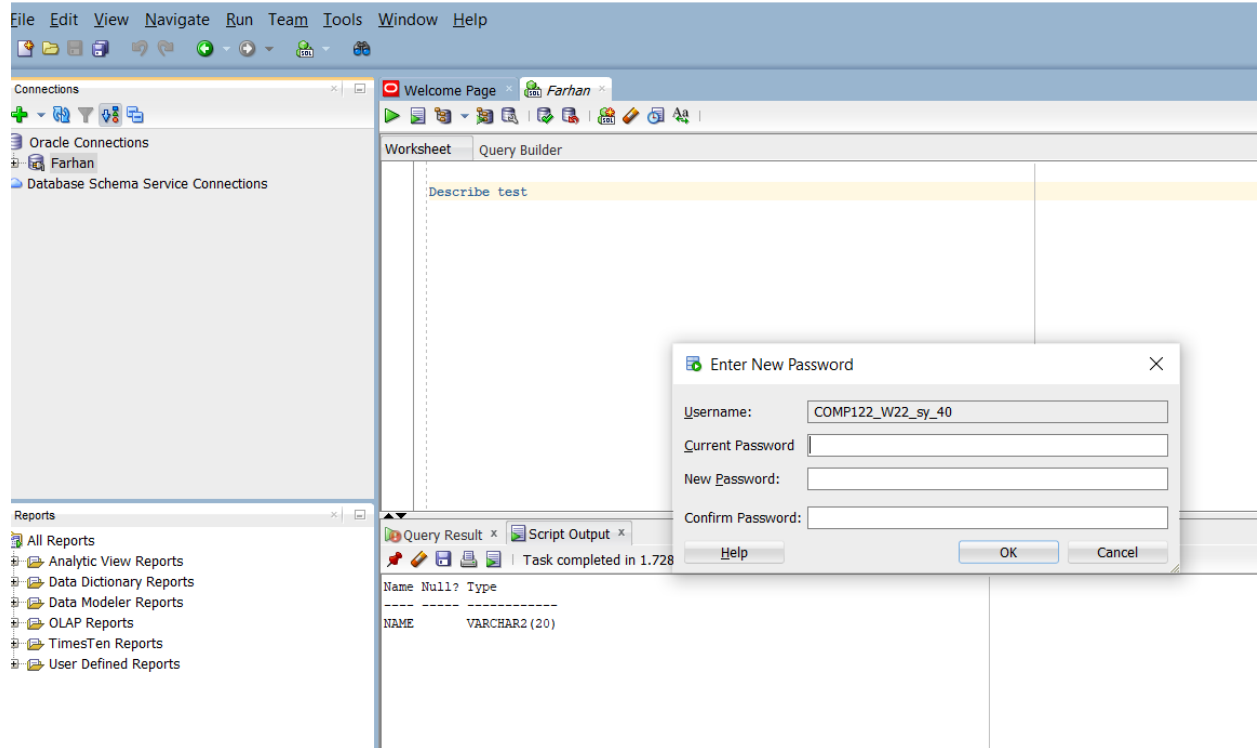 File Edit View Navigate Run Team Tools Window Help
Connections
Oracle Connections
Farhan
Database Schema Service Connections
Welcome Page
Farhan
Worksheet Query Builder
Describe test
Enter New Password
Username: COMP122_W22_sy_40
Current Password
New Password:
Confirm Password:
Help OK Cancel
Reports
All Reports
Analytic View Reports
Data Dictionary Reports
Data Modeler Reports
OLAP Reports
TimesTen Reports
User Defined Reports
Query Result Script Output
Task completed in 1.728
Name Null? Type
---- ----- ------------
NAME VARCHAR2(20)